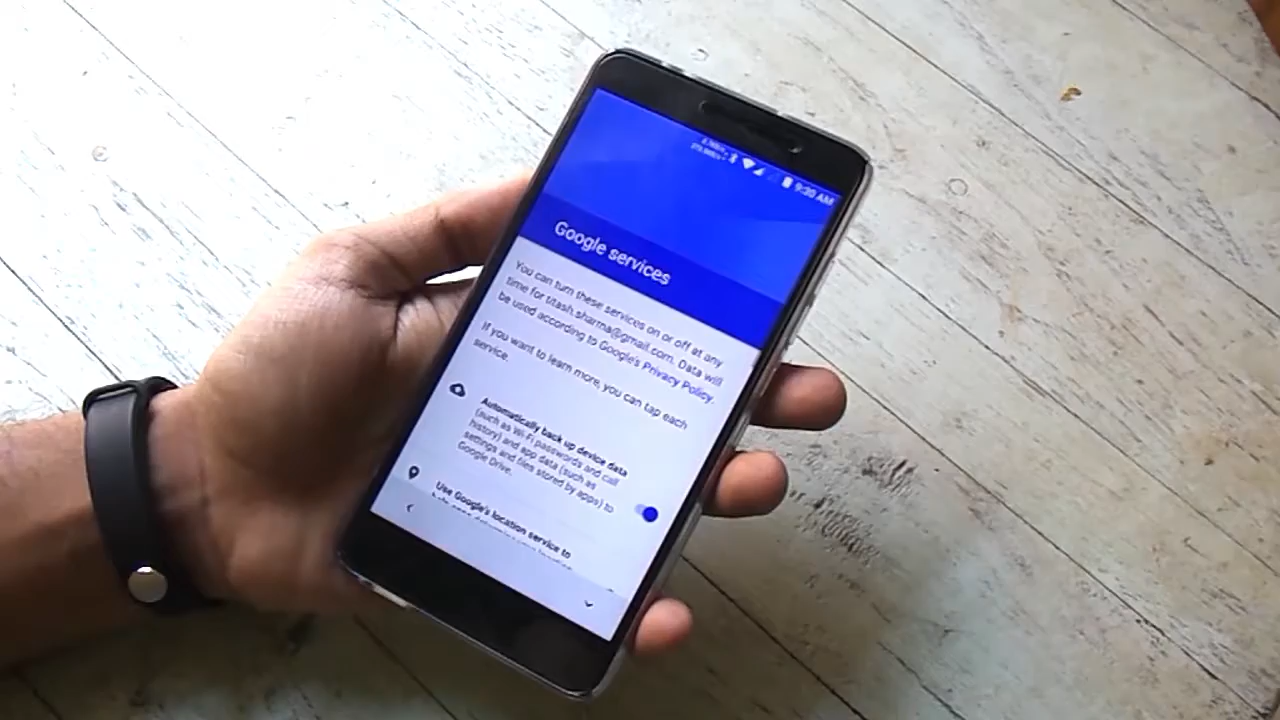 9:20 AM
Google services
You can turn these services on or off at any
time for titash.sharma@gmail.com. Data will
be used according to Google's Privacy Policy.
If you want to learn more, you can tap each
service.
Automatically back up device data
(such as Wi-Fi passwords and call
history) and app data (such as
settings and files stored by apps) to
Google Drive.
Use Google's location service to